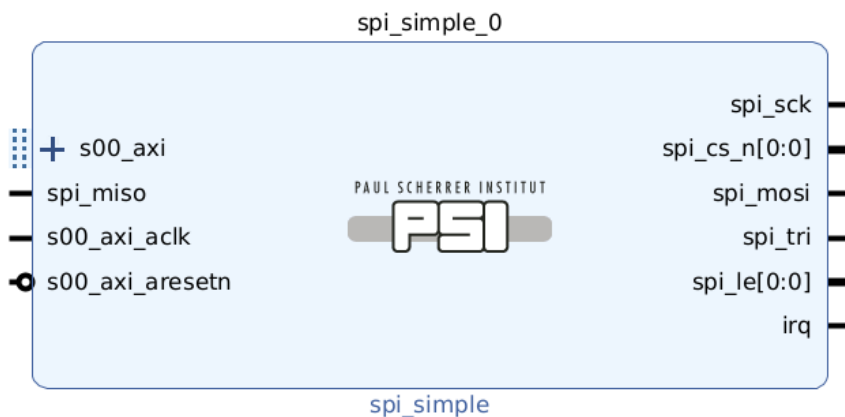 spi_simple_0
s00_axi
spi_miso
s00_axi_aclk
s00_axi_aresetn
PAUL SCHERRER INSTITUT
PSI
spi_sck
spi_cs_n[0:0]
spi_mosi
spi_tri
spi_le[0:0]
irq
spi_simple